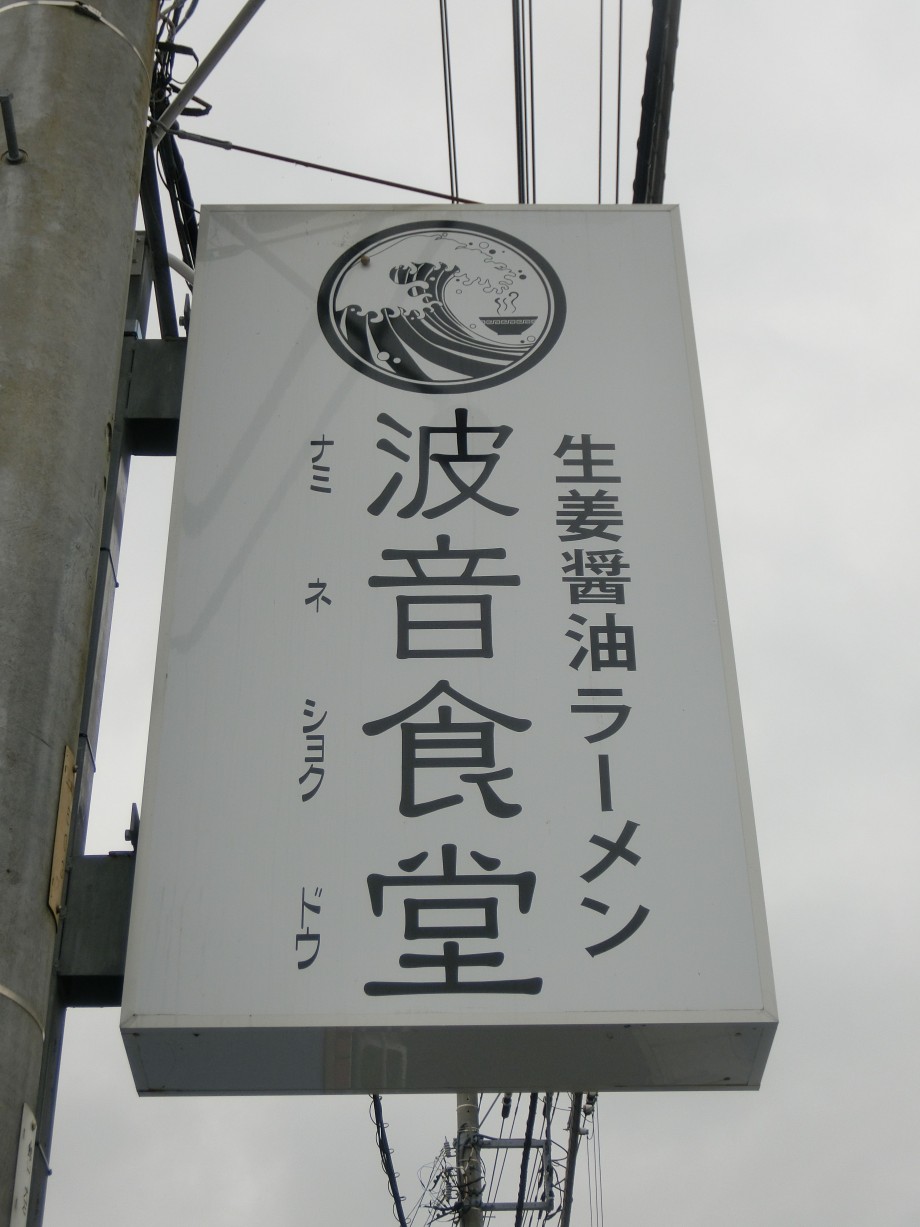 生姜醤油ラーメン
波音食堂
ナミ ネ ショク ドウ